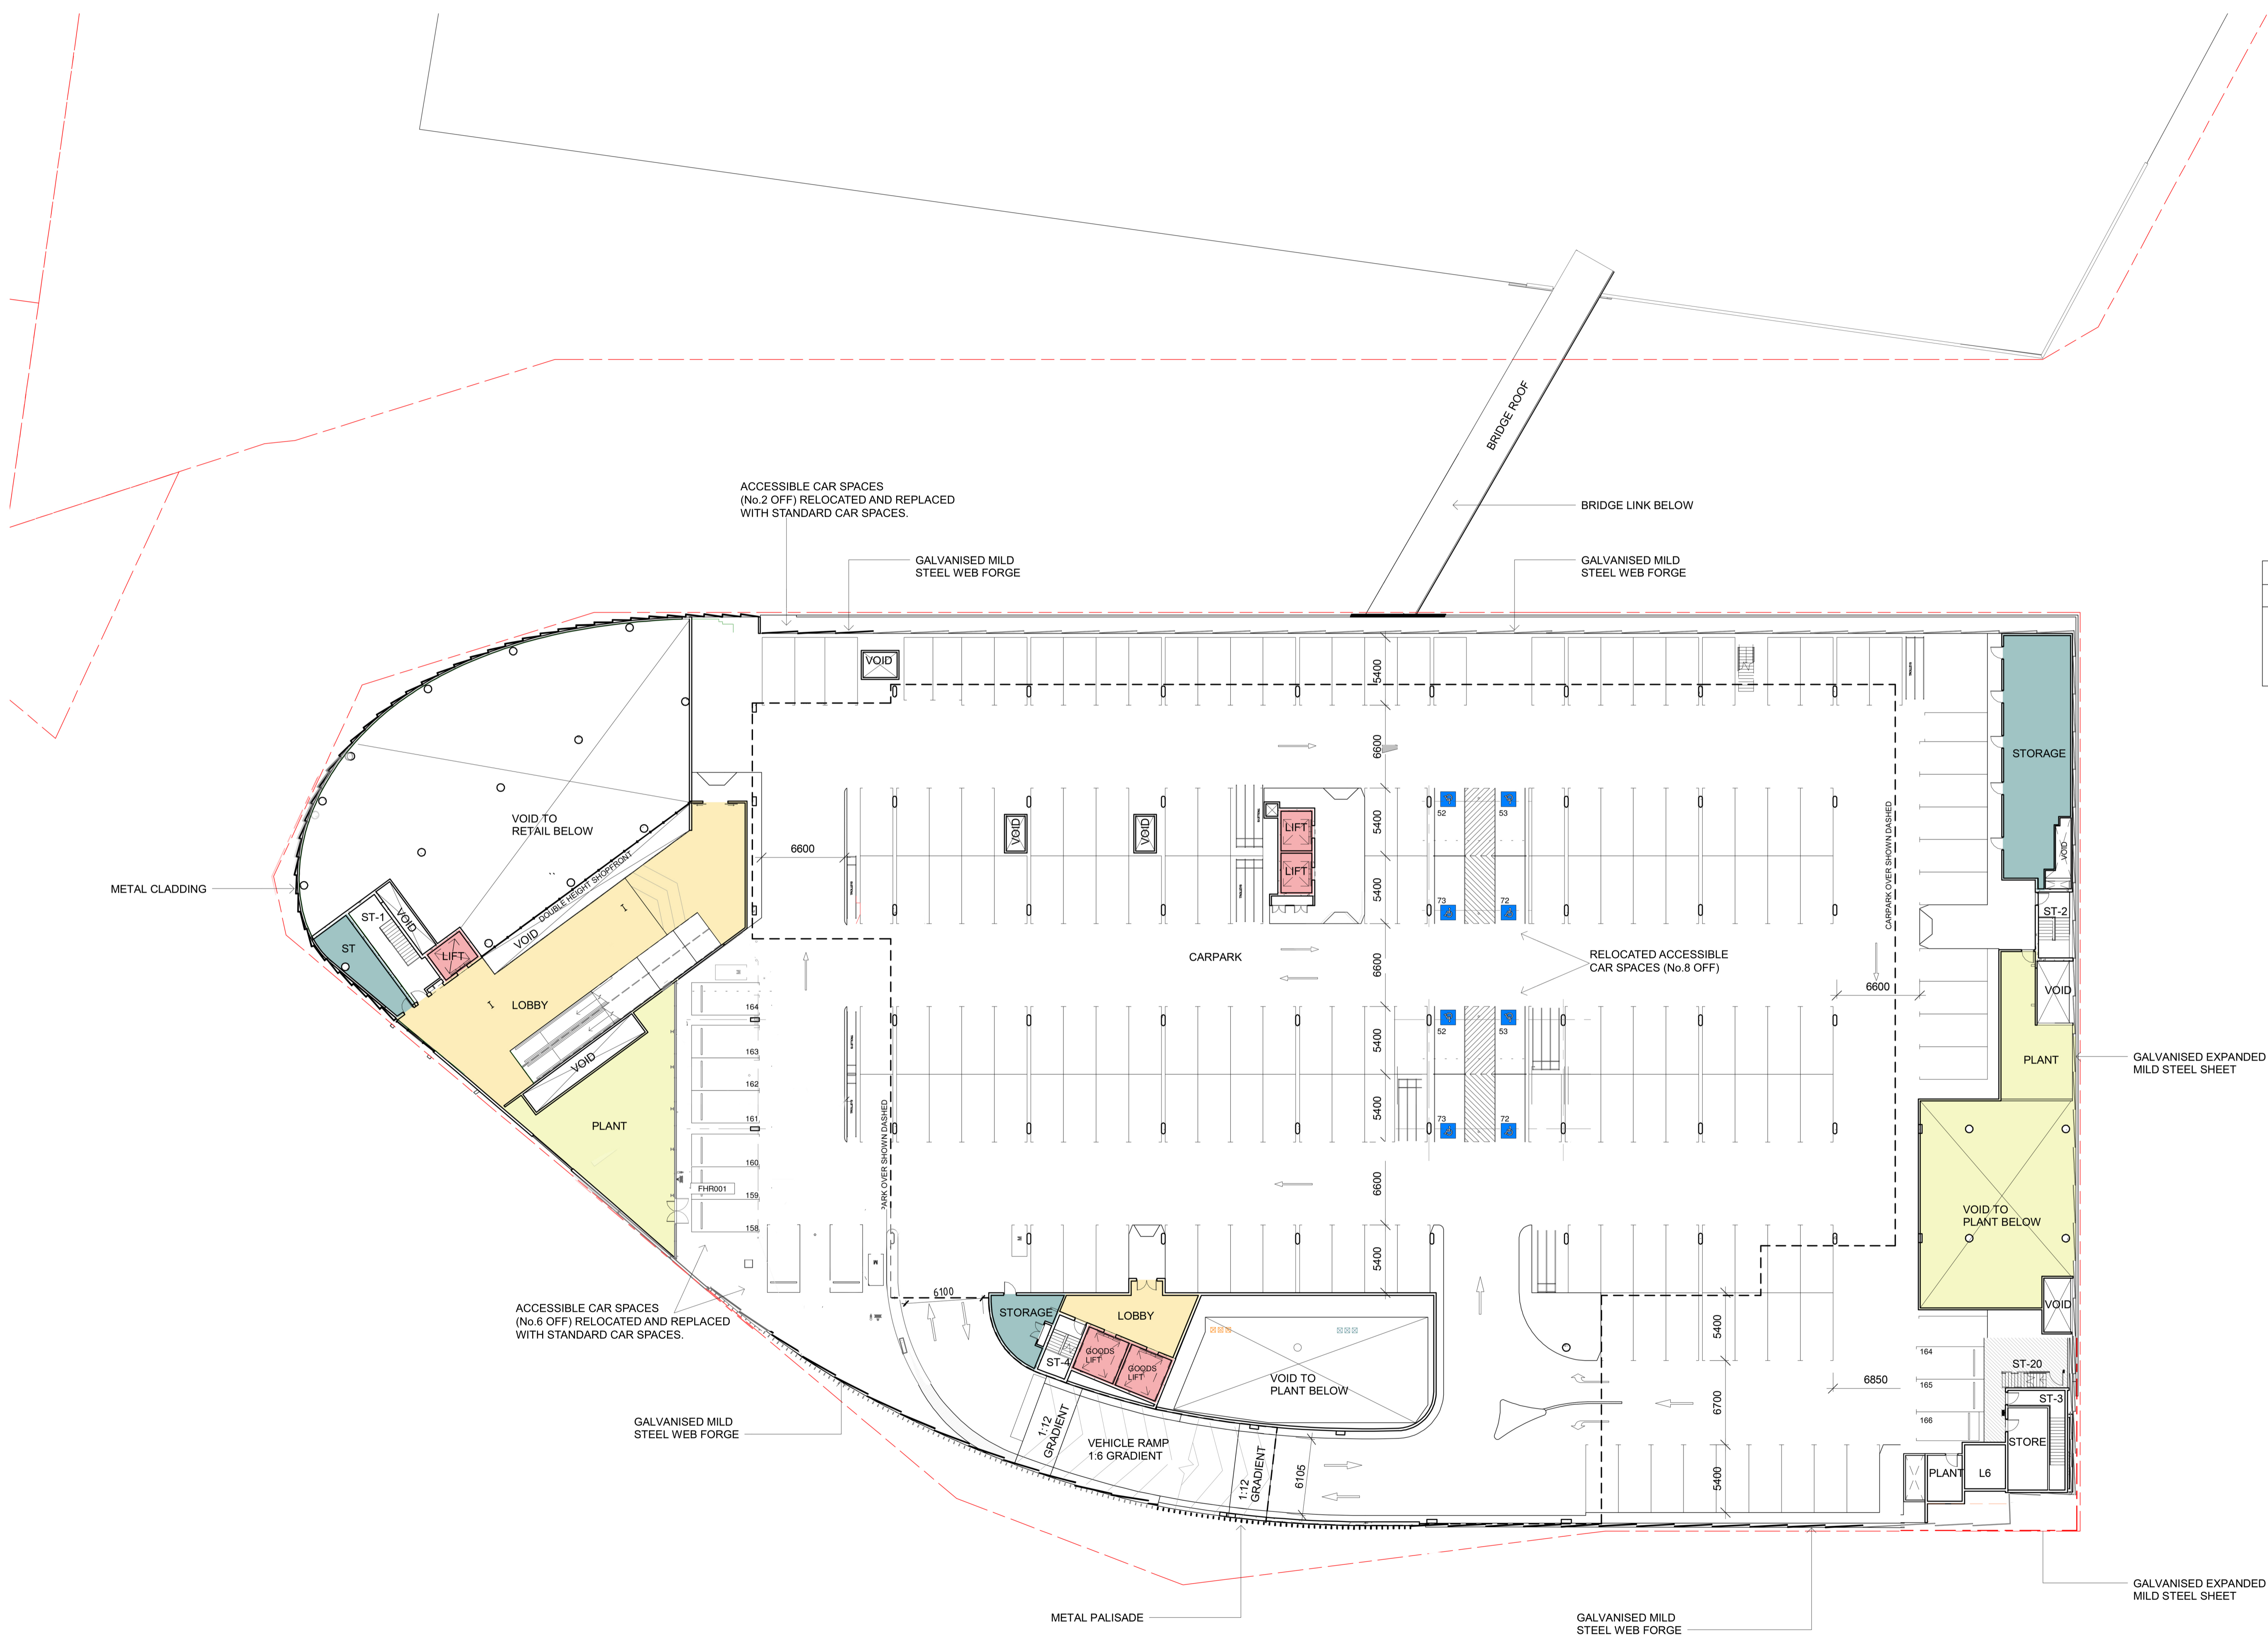 BRIDGE ROOF
ACCESSIBLE CAR SPACES
(No.2 OFF) RELOCATED AND REPLACED
WITH STANDARD CAR SPACES.
BRIDGE LINK BELOW
GALVANISED MILD
STEEL WEB FORGE
GALVANISED MILD
STEEL WEB FORGE
VOID
5400
STORAGE
6600
VOID TO
RETAIL BELOW
DOUBLE HEIGHT SHOPFRONT
VOID
6600
VOID
VOID
LIFT
LIFT
5400
5400
52
53
73
72
CARPARK OVER SHOWN DASHED
VOID
METAL CLADDING
ST-1
VOID
ST
LIFT
LOBBY
VOID
PLANT
CARPARK
6600
RELOCATED ACCESSIBLE
CAR SPACES (No.8 OFF)
6600
ST-2
VOID
PLANT
GALVANISED EXPANDED
MILD STEEL SHEET
164
163
162
161
160
159
158
FHR001
5400
5400
52
53
73
72
PARK OVER SHOWN DASHED
6600
5400
VOID TO
PLANT BELOW
VOID
ACCESSIBLE CAR SPACES
(No.6 OFF) RELOCATED AND REPLACED
WITH STANDARD CAR SPACES.
M
M
6100
STORAGE
LOBBY
ST-4
GOODS
LIFT
GOODS
LIFT
VOID TO
PLANT BELOW
5400
6700
5400
6850
164
165
166
ST-20
ST-3
STORE
PLANT
L6
GALVANISED MILD
STEEL WEB FORGE
1:12
GRADIENT
VEHICLE RAMP
1:6 GRADIENT
1:12
GRADIENT
6105
METAL PALISADE
GALVANISED MILD
STEEL WEB FORGE
GALVANISED EXPANDED
MILD STEEL SHEET